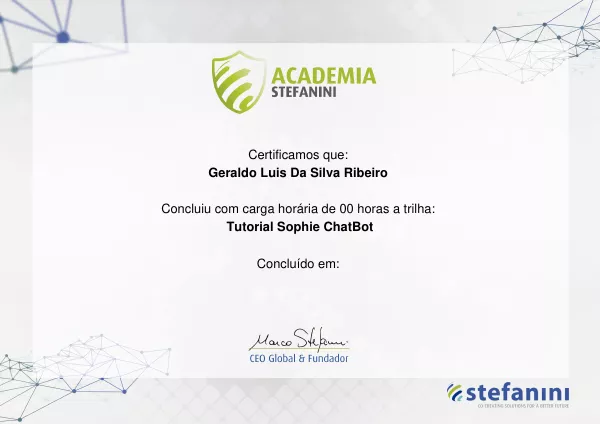 ACADEMIA
STEFANINI
Certificamos que:
Geraldo Luis Da Silva Ribeiro
Concluiu com carga horária de 00 horas a trilha:
Tutorial Sophie ChatBot
Concluído em:
Marco Stefanini
CEO Global & Fundador
stefanini
CO-CREATING SOLUTIONS FOR A BETTER FUTURE